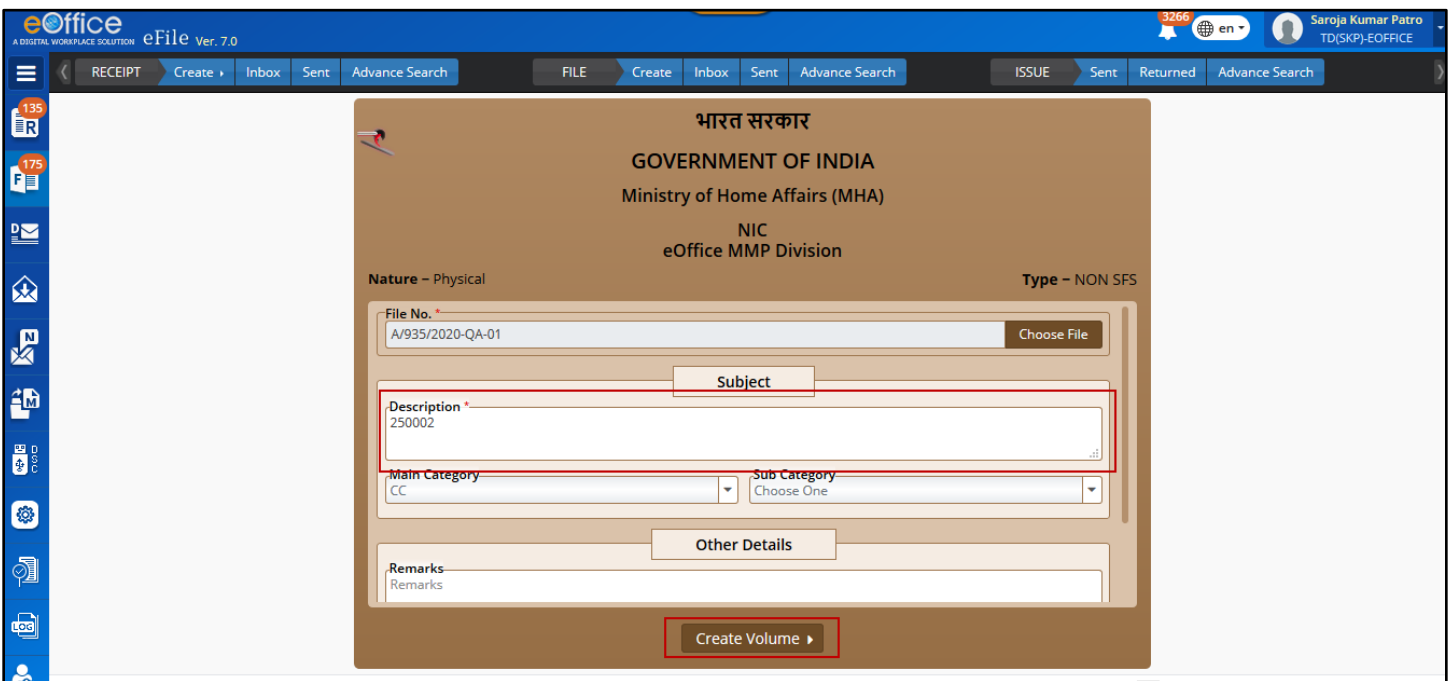 eOffice
A DIGITAL WORKPLACE SOLUTION eFile Ver. 7.0
3266
en
Saroja Kumar Patro
TD(SKP)-EOFFICE
RECEIPT Create Inbox Sent Advance Search FILE Create Inbox Sent Advance Search ISSUE Sent Returned Advance Search
135
R
175
F
D
N
M
DSC
LOG
भारत सरकार
GOVERNMENT OF INDIA
Ministry of Home Affairs (MHA)
NIC
eOffice MMP Division
Nature – Physical Type – NON SFS
File No. *
A/935/2020-QA-01 Choose File
Subject
Description *
250002
Main Category Sub Category
CC Choose One
Other Details
Remarks
Remarks
Create Volume